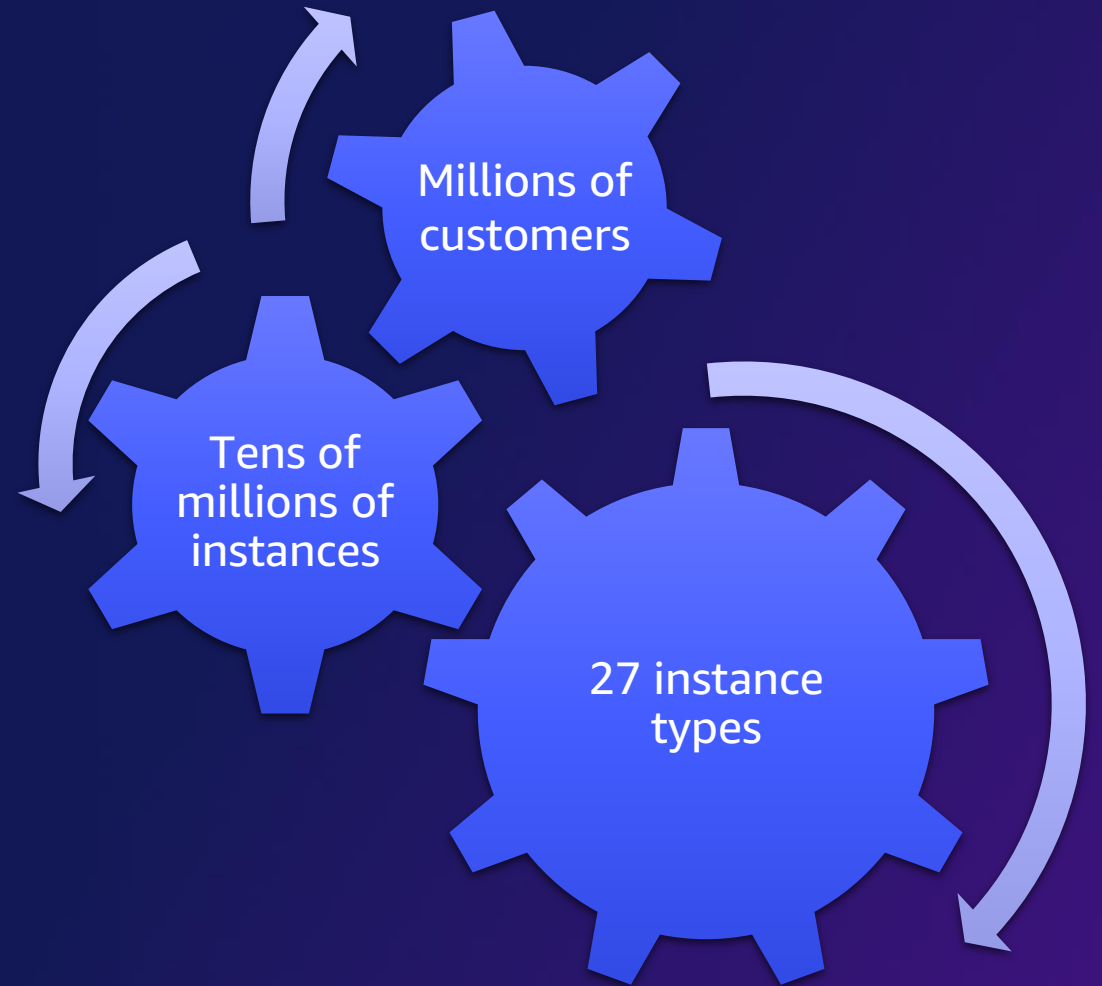 Millions of
customers
Tens of
millions of
instances
27 instance
types